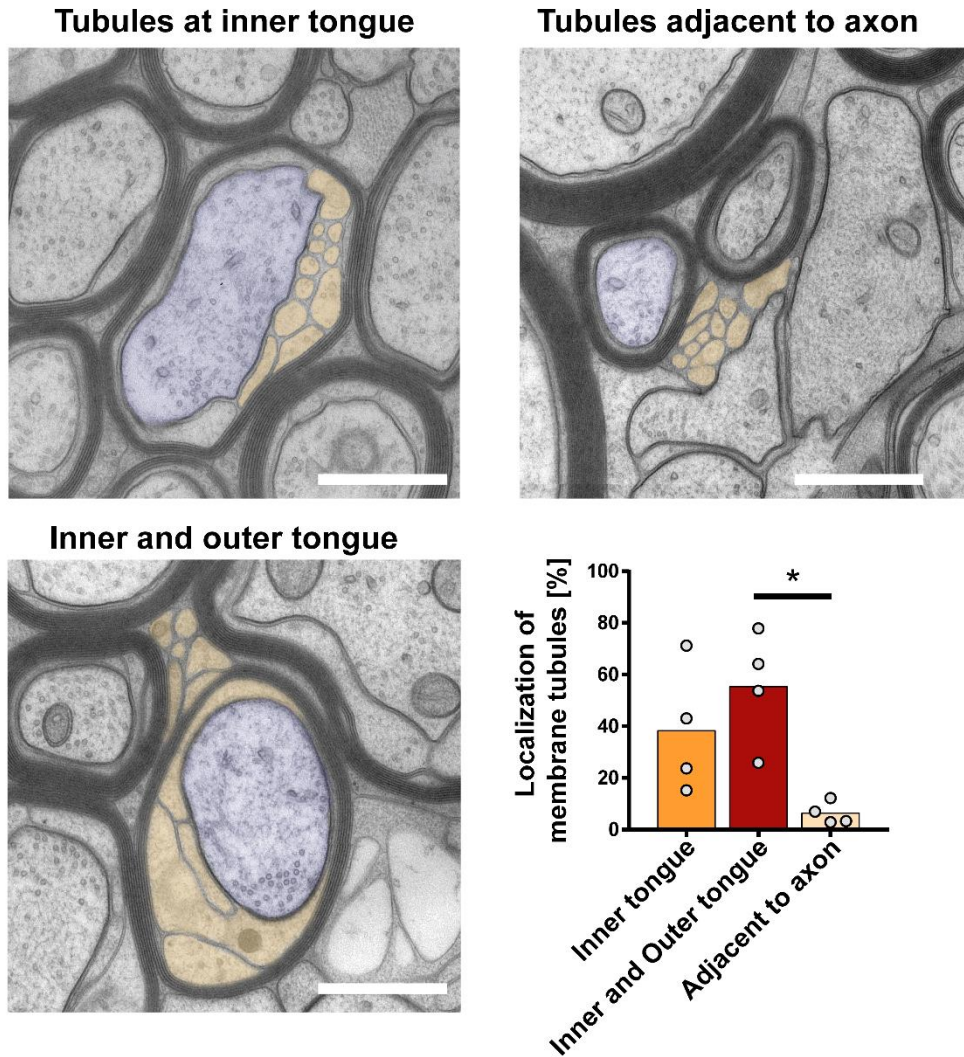 Tubules at inner tongue
Tubules adjacent to axon
Inner and outer tongue
Localization of
membrane tubules [%]
100
80
60
40
20
0
*
Inner tongue
Inner and Outer tongue
Adjacent to axon